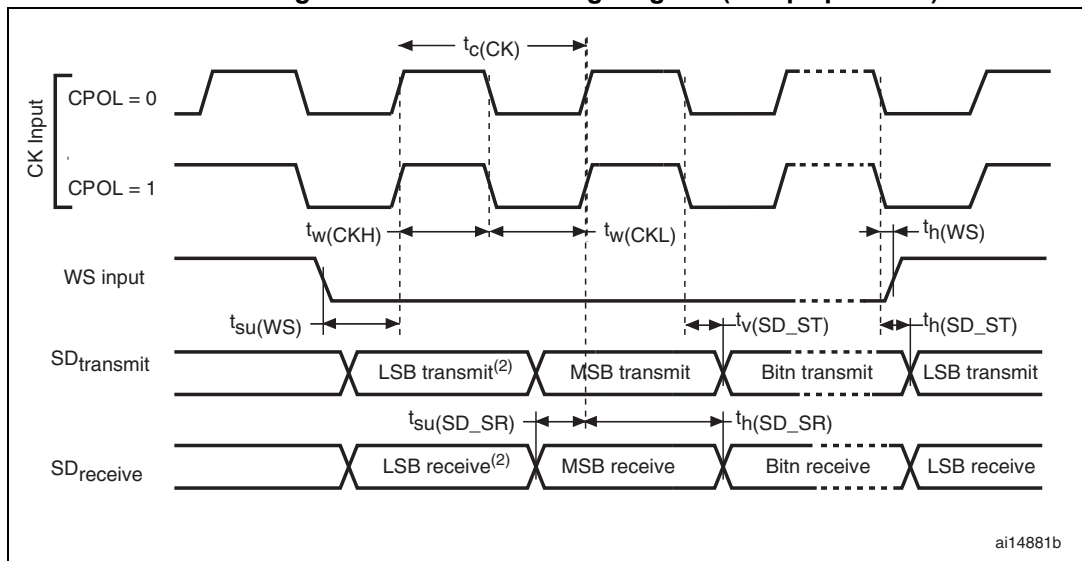 tc(CK)
CK Input
CPOL = 0
CPOL = 1
tw(CKH)
tw(CKL)
th(WS)
WS input
tsu(WS)
tv(SD_ST)
th(SD_ST)
SDtransmit
LSB transmit(2)
MSB transmit
Bitn transmit
LSB transmit
tsu(SD_SR)
th(SD_SR)
SDreceive
LSB receive(2)
MSB receive
Bitn receive
LSB receive
ai14881b